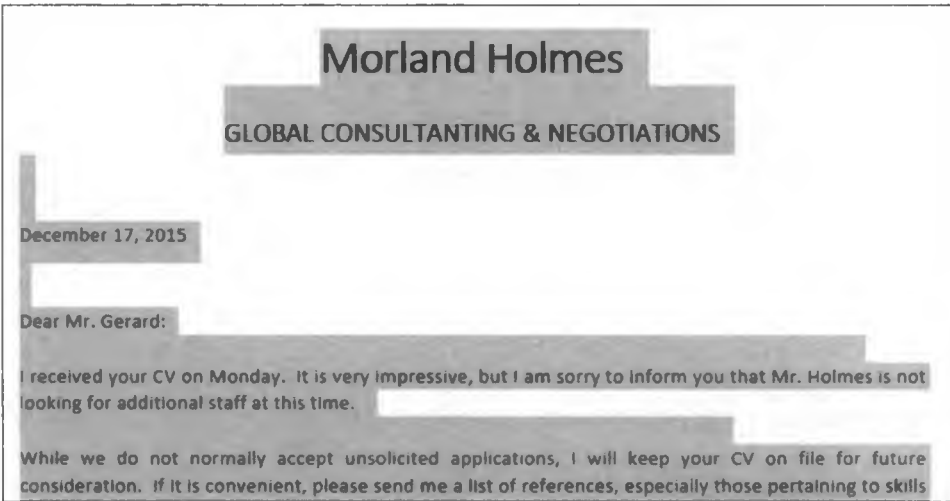 Morland Holmes
GLOBAL CONSULTANTING & NEGOTIATIONS
December 17, 2015
Dear Mr. Gerard:
I received your CV on Monday. It is very impressive, but I am sorry to inform you that Mr. Holmes is not
looking for additional staff at this time.
While we do not normally accept unsolicited applications, I will keep your CV on file for future
consideration. If it is convenient, please send me a list of references, especially those pertaining to skills